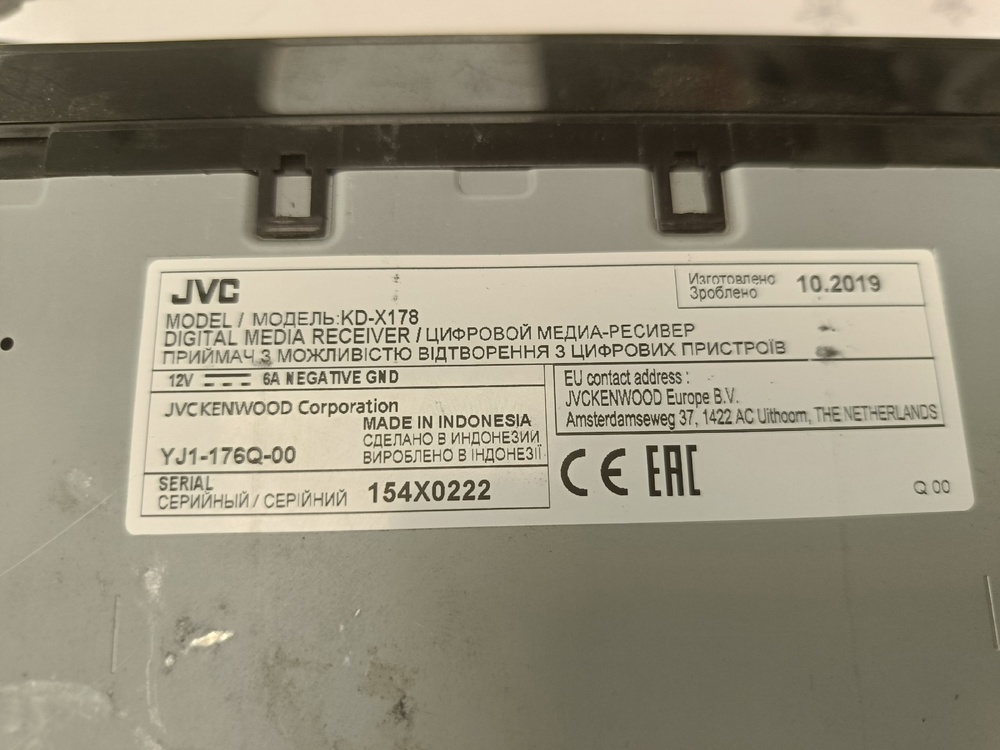 JVC
Изготовлено
Зроблено
10.2019
MODEL / МОДЕЛЬ:KD-X178
DIGITAL MEDIA RECEIVER / ЦИФРОВОЙ МЕДИА-РЕСИВЕР
ПРИЙМАЧ З МОЖЛИВІСТЮ ВІДТВОРЕННЯ З ЦИФРОВИХ ПРИСТРОЇВ
12V 6A NEGATIVE GND
JVCKENWOOD Corporation
MADE IN INDONESIA
СДЕЛАНО В ИНДОНЕЗИИ
YJ1-176Q-00 ВИРОБЛЕНО В ІНДОНЕЗІЇ
SERIAL
СЕРИЙНЫЙ / СЕРІЙНИЙ 154X0222
EU contact address :
JVCKENWOOD Europe B.V.
Amsterdamseweg 37, 1422 AC Uithoorn, THE NETHERLANDS
CE EAC
Q 00